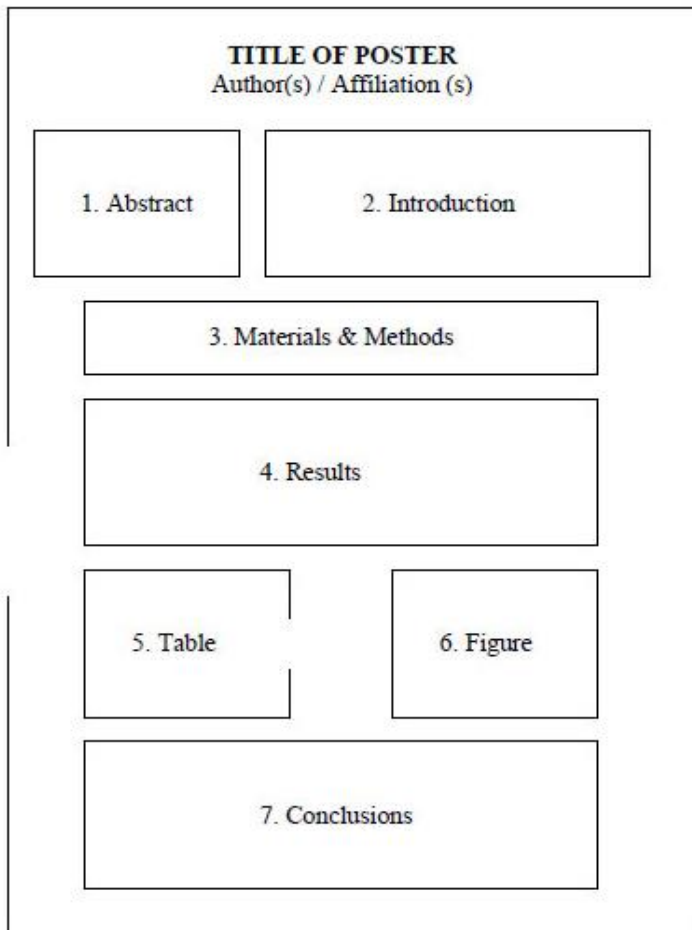 TITLE OF POSTER
Author(s) / Affiliation (s)
1. Abstract
2. Introduction
3. Materials & Methods
4. Results
5. Table
6. Figure
7. Conclusions